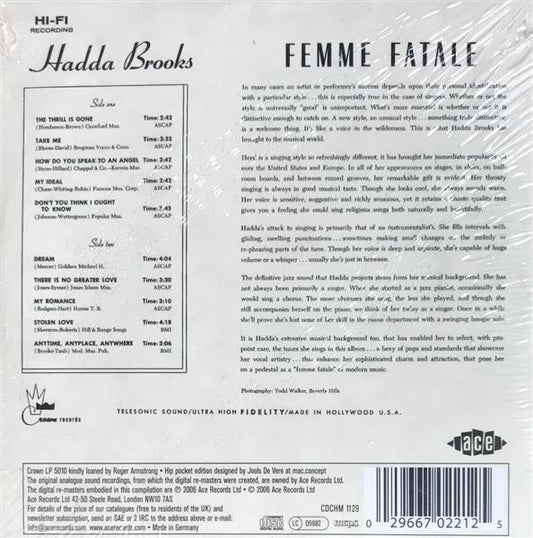 HI-FI
RECORDING
Hadda Brooks
Side one
THE THRILL IS GONE Time: 2:43
(Henderson-Brown) Crawford Mus. ASCAP
TAKE ME Time: 3:32
(Bloom-David) Bregman Vocco & Conn ASCAP
HOW DO YOU SPEAK TO AN ANGEL Time: 2:42
(Styne-Hilliard) Chappel & Co.-Korwin Mus. ASCAP
MY IDEAL Time: 2:42
(Chase-Whiting-Robin) Famous Mus. Corp. ASCAP
DON'T YOU THINK I OUGHT
TO KNOW Time: 2.43
(Johnson-Wettergreen) Popular Mus. ASCAP
Side two
DREAM Time: 4:04
(Mercer) Goldsen Michael H. ASCAP
THERE IS NO GREATER LOVE Time: 3:30
(Jones-Symes) Jones Isham Mus. ASCAP
MY ROMANCE Time: 3:10
(Rodgers-Hart) Harms T. B. ASCAP
STOLEN LOVE Time: 4:18
(Sherman-Roberts) Hill & Range Songs BMI
ANYTIME, ANYPLACE, ANYWHERE Time: 3:06
(Brooks-Taub) Mod. Mus. Pub. BMI
FEMME FATALE
In many cases an artist or performer's success depends upon their personal identification
with a particular style . . . this is especially true in the case of singers. Whether or not the
style is universally "good" is unimportant. What's more essential is whether or not it is
distinctive enough to catch on. A new style, an unusual style . . . something truly distinctive,
is a welcome thing. It's like a voice in the wilderness. This is what Hadda Brooks has
brought to the musical world.
Hers' is a singing style so refreshingly different, it has brought her immediate popularity all
over the United States and Europe. In all of her appearances, in stage, in shows, on ball-
room boards, and between record grooves, her remarkable gift is evident. Her throaty
singing is always in good musical taste. Though she looks cool, she always sounds warm.
Her voice is sensitive, suggestive and richly sensuous, yet it retains a chaste quality that
gives you a feeling she could sing religious songs both naturally and beautifully.
Hadda's attack to singing is primarily that of an instrumentalist's. She fills intervals with
gliding, swelling punctuations . . . sometimes making small changes on the melody or
re-phrasing parts of the tune. Though her voice is deep and aspirate, she's capable of huge
volume or a whisper . . . usually she's just in between.
The definitive jazz sound that Hadda projects stems from her musical background. She has
not always been primarily a singer. When she started as a jazz pianist, occasionally she
would sing a chorus. The more choruses she sang, the less she played, and though she
still accompanies herself on the piano, we think of her today as a singer. Once in a while
she'll prove she's lost none of her skill in the piano department with a swinging boogie solo.
It is Hadda's extensive musical background too, that has enabled her to select, with pin-
point care, the tunes she sings in this album . . . a bevy of pops and standards that showcase
her vocal artistry . . . that enhance her sophisticated charm and attraction, that pose her
on a pedestal as a "femme fatale" of modern music.
Photography: Todd Walker, Beverly Hills
Crown records
TELESONIC SOUND/ULTRA HIGH FIDELITY/MADE IN HOLLYWOOD U.S.A.
ace
Crown LP 5010 kindly loaned by Roger Armstrong • Hip pocket edition designed by Jools De Vere at mac.concept
The original analogue sound recordings, from which the digital re-masters were created, are owned by Ace Records Ltd.
The digital re-masters embodied in this compilation are ℗ 2006 Ace Records Ltd • © 2006 Ace Records Ltd
Ace Records Ltd 42-50 Steele Road, London NW10 7AS
For details of the price of our catalogues (free to residents of the UK) and
newsletter subscription, send an SAE or 2 IRC to the address above or e-mail:
info@acerecords.com www.acerecords.com • Made in Germany
CDCHM 1129
LC 05982
mcps
0 29667 02212 5